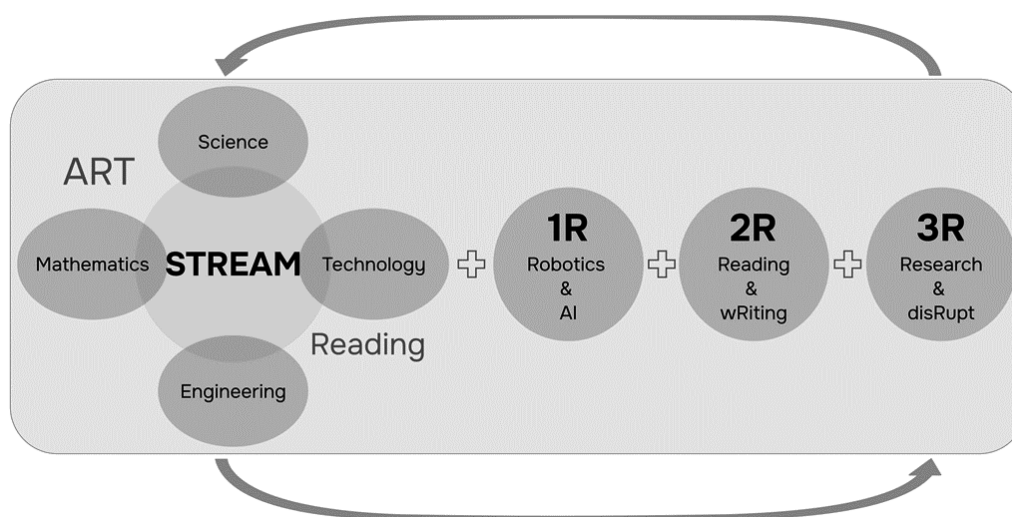 Science
ART
Mathematics
STREAM
Technology
Reading
Engineering
+
1R
Robotics
&
AI
+
2R
Reading
&
wRiting
+
3R
Research
&
disRupt